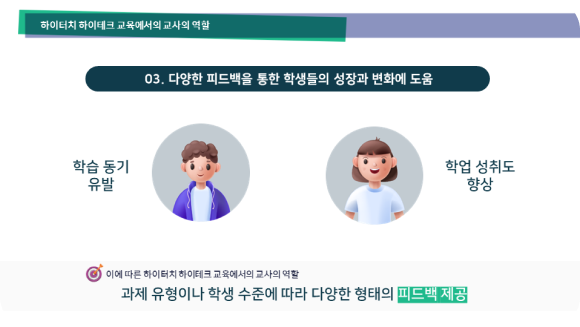 하이터치 하이테크 교육에서의 교사의 역할
03. 다양한 피드백을 통한 학생들의 성장과 변화에 도움
학습 동기
유발
학업 성취도
향상
이에 따른 하이터치 하이테크 교육에서의 교사의 역할
과제 유형이나 학생 수준에 따라 다양한 형태의 피드백 제공